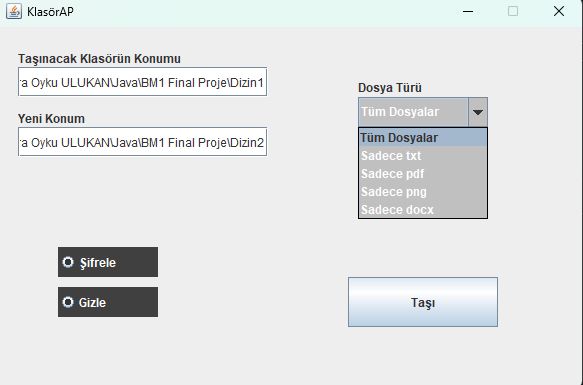 KlasörAP
Taşınacak Klasörün Konumu
Oyku ULUKAN\Java\BM1 Final Proje\Dizin1
Yeni Konum
Oyku ULUKAN\Java\BM1 Final Proje\Dizin2
Dosya Türü
Tüm Dosyalar
Tüm Dosyalar
Sadece txt
Sadece pdf
Sadece png
Sadece docx
Şifrele
Gizle
Taşı